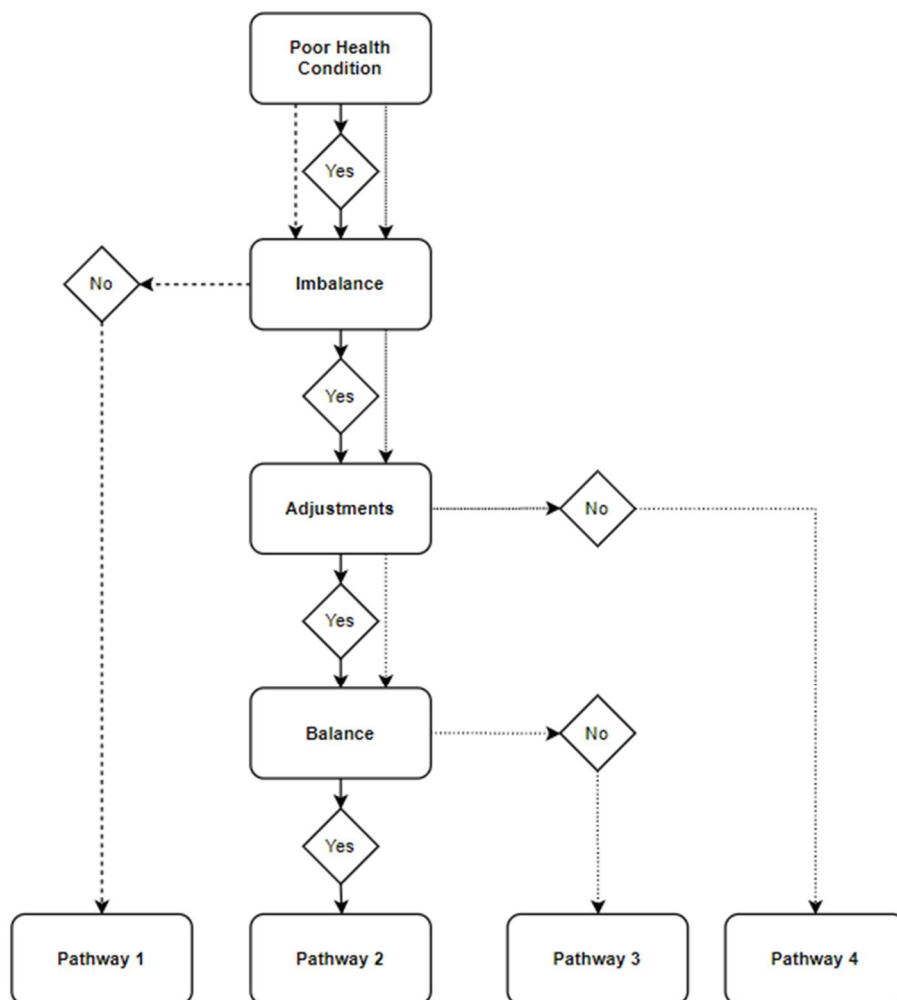 Poor Health
Condition
Yes
No
Imbalance
Yes
Adjustments
No
Yes
Balance
No
Yes
Pathway 1
Pathway 2
Pathway 3
Pathway 4